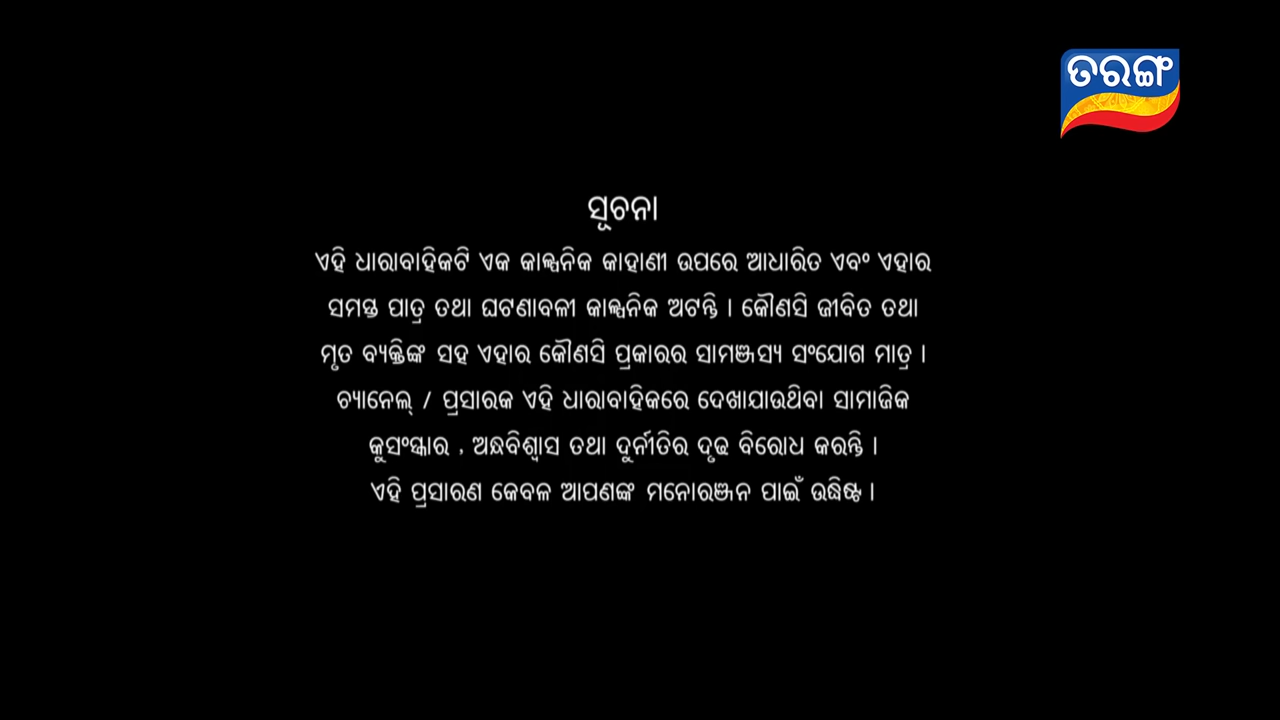 ତରଙ୍ଗ
ସୂଚନା
ଏହି ଧାରାବାହିକଟି ଏକ କାଳ୍ପନିକ କାହାଣୀ ଉପରେ ଆଧାରିତ ଏବଂ ଏହାର
ସମସ୍ତ ପାତ୍ର ତଥା ଘଟଣାବଳୀ କାଳ୍ପନିକ ଅଟନ୍ତି । କୌଣସି ଜୀବିତ ତଥା
ମୃତ ବ୍ୟକ୍ତିଙ୍କ ସହ ଏହାର କୌଣସି ପ୍ରକାରର ସାମଞ୍ଜସ୍ୟ ସଂଯୋଗ ମାତ୍ର ।
ଚ୍ୟାନେଲ୍ / ପ୍ରସାରକ ଏହି ଧାରାବାହିକରେ ଦେଖାଯାଉଥିବା ସାମାଜିକ
କୁସଂସ୍କାର , ଅନ୍ଧବିଶ୍ୱାସ ତଥା ଦୁର୍ନୀତିର ଦୃଢ ବିରୋଧ କରନ୍ତି ।
ଏହି ପ୍ରସାରଣ କେବଳ ଆପଣଙ୍କ ମନୋରଞ୍ଜନ ପାଇଁ ଉଦ୍ଧିଷ୍ଟ ।